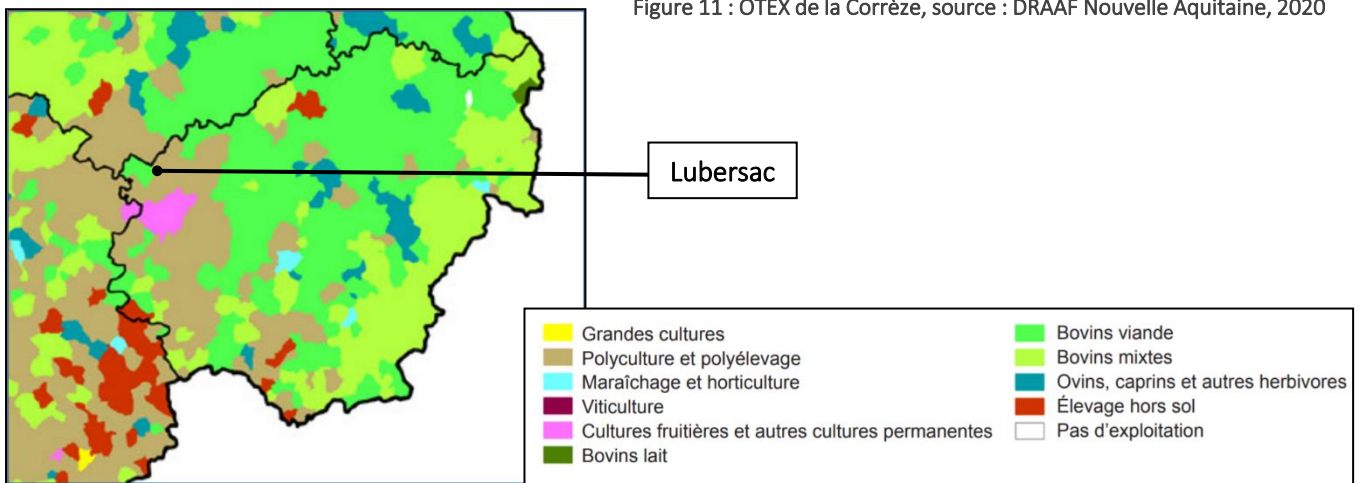 Figure 11 : OTEX de la Corrèze, source : DRAAF Nouvelle Aquitaine, 2020
Lubersac
Grandes cultures
Polyculture et polyélevage
Maraîchage et horticulture
Viticulture
Cultures fruitières et autres cultures permanentes
Bovins lait
Bovins viande
Bovins mixtes
Ovins, caprins et autres herbivores
Élevage hors sol
Pas d'exploitation